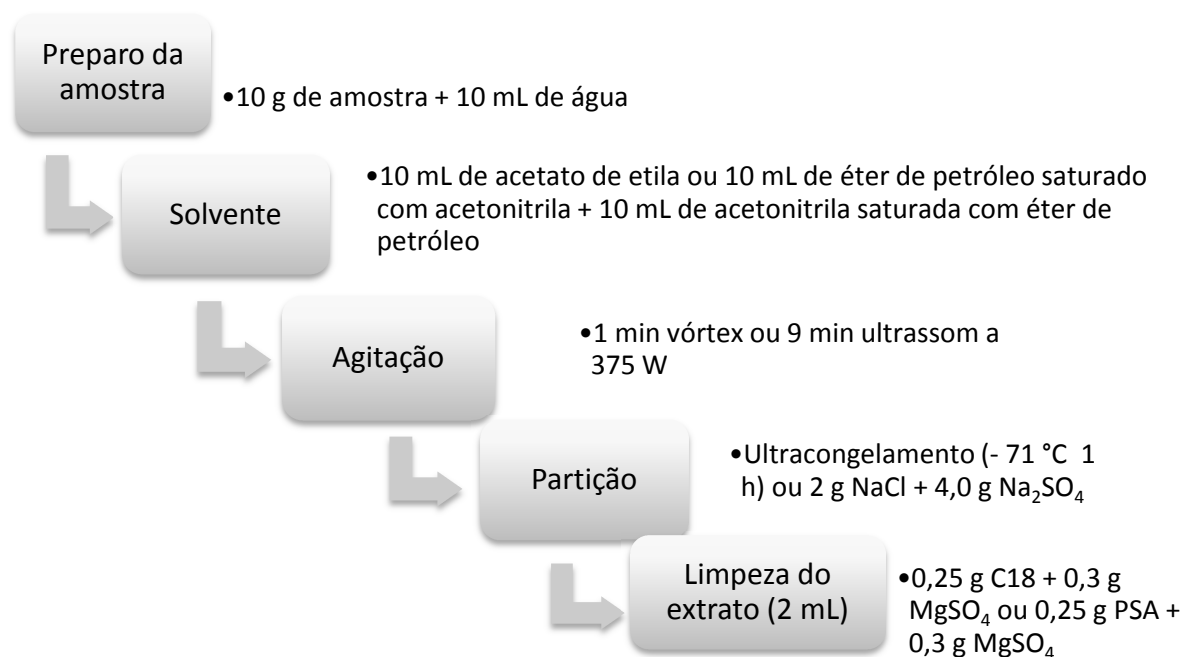 Preparo da
amostra
•10 g de amostra + 10 mL de água
Solvente
•10 mL de acetato de etila ou 10 mL de éter de petróleo saturado
com acetonitrila + 10 mL de acetonitrila saturada com éter de
petróleo
Agitação
•1 min vórtex ou 9 min ultrassom a
375 W
Partição
•Ultracongelamento (- 71 °C 1
h) ou 2 g NaCl + 4,0 g Na₂SO₄
Limpeza do
extrato (2 mL)
•0,25 g C18 + 0,3 g
MgSO₄ ou 0,25 g PSA +
0,3 g MgSO₄